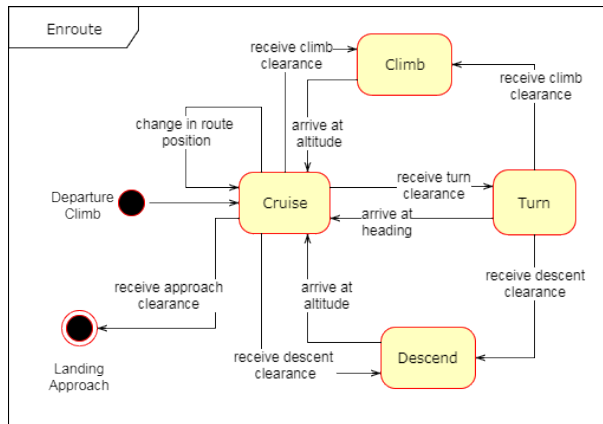 Enroute
receive climb
clearance
Climb
receive climb
clearance
change in route
position
arrive at
altitude
Departure
Climb
Cruise
receive turn
clearance
arrive at
heading
Turn
receive approach
clearance
arrive at
altitude
receive descent
clearance
Landing
Approach
receive descent
clearance
Descend